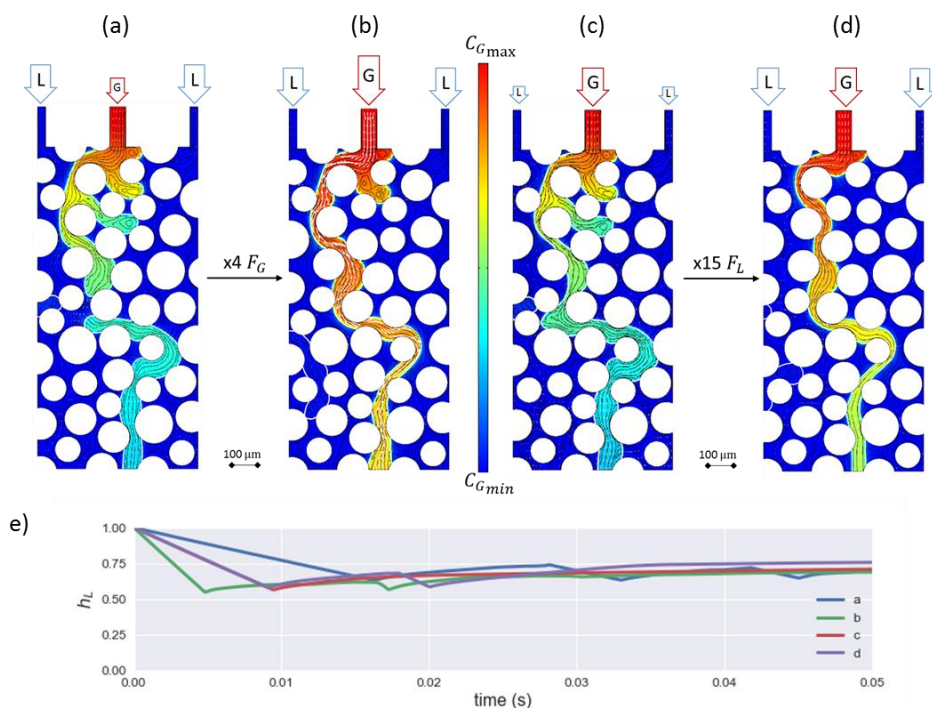 (a) (b) (c) (d)
C_Gmax
L G L L G L L G L L G L
x4 F_G
x15 F_L
100 μm 100 μm
C_Gmin
e)
1.00
0.75
0.50
0.25
0.00
h_L
a
b
c
d
0.00 0.01 0.02 0.03 0.04 0.05
time (s)